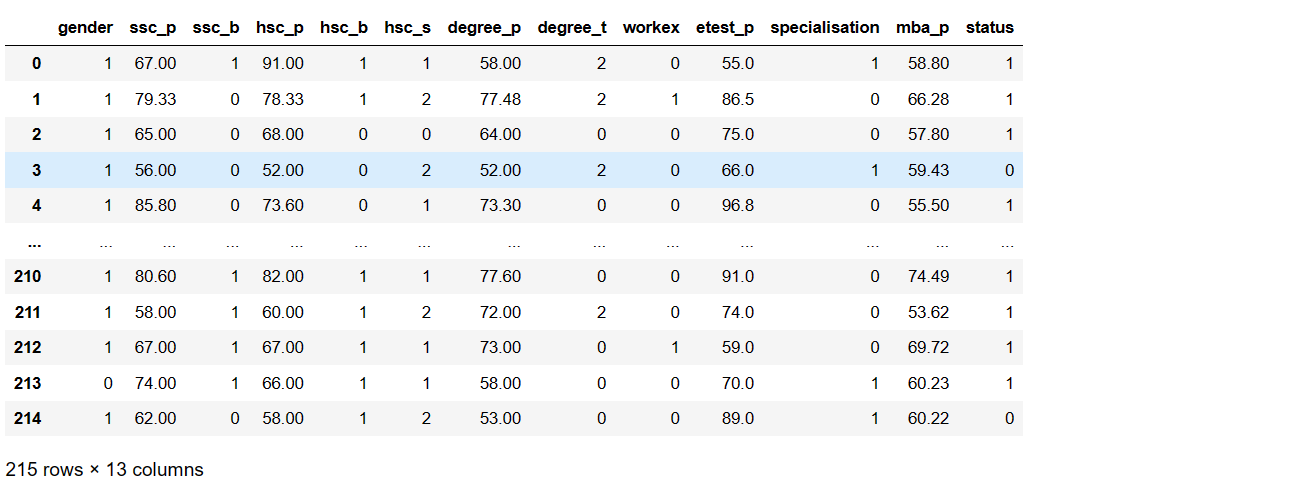 gender ssc_p ssc_b hsc_p hsc_b hsc_s degree_p degree_t workex etest_p specialisation mba_p status
0 1 67.00 1 91.00 1 1 58.00 2 0 55.0 1 58.80 1
1 1 79.33 0 78.33 1 2 77.48 2 1 86.5 0 66.28 1
2 1 65.00 0 68.00 0 0 64.00 0 0 75.0 0 57.80 1
3 1 56.00 0 52.00 0 2 52.00 2 0 66.0 1 59.43 0
4 1 85.80 0 73.60 0 1 73.30 0 0 96.8 0 55.50 1
... ... ... ... ... ... ... ... ... ... ... ... ... ...
210 1 80.60 1 82.00 1 1 77.60 0 0 91.0 0 74.49 1
211 1 58.00 1 60.00 1 2 72.00 2 0 74.0 0 53.62 1
212 1 67.00 1 67.00 1 1 73.00 0 1 59.0 0 69.72 1
213 0 74.00 1 66.00 1 1 58.00 0 0 70.0 1 60.23 1
214 1 62.00 0 58.00 1 2 53.00 0 0 89.0 1 60.22 0
215 rows × 13 columns